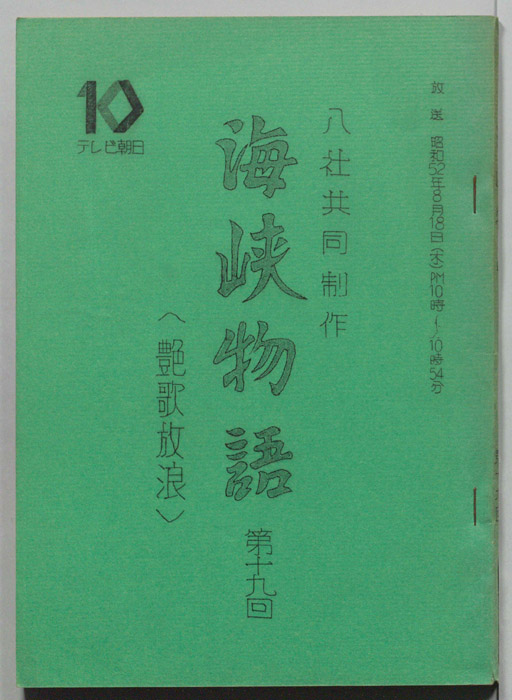 放送 昭和52年8月18日(木)PM10時〜10時54分
八社共同制作
海峡物語 第十九回
〈艶歌放浪〉
10
テレビ朝日